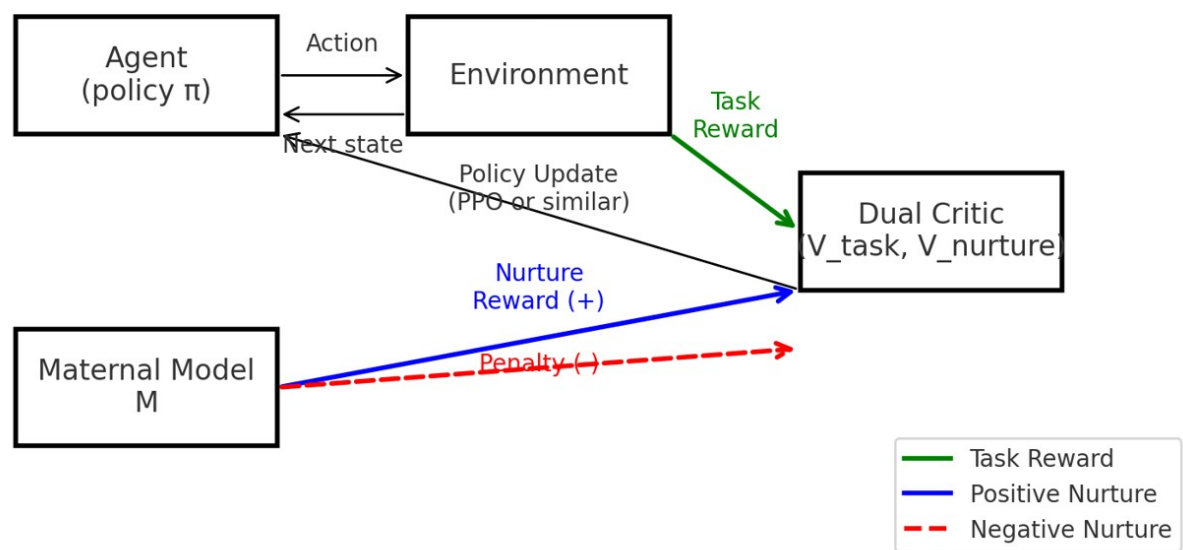 Agent
(policy π)
Action
Environment
Next state
Task
Reward
Policy Update
(PPO or similar)
Dual Critic
(V_task, V_nurture)
Nurture
Reward (+)
Penalty (-)
Maternal Model
M
Task Reward
Positive Nurture
Negative Nurture